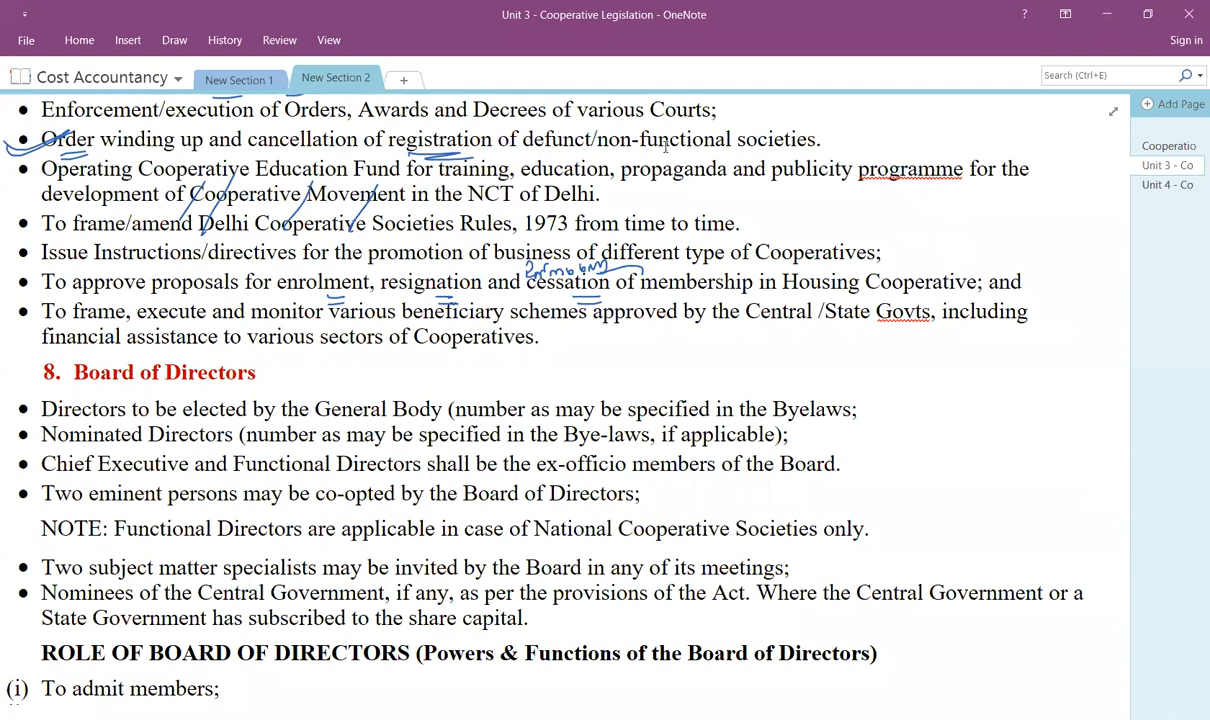 Unit 3 - Cooperative Legislation - OneNote
File Home Insert Draw History Review View
Sign in
Cost Accountancy New Section 1 New Section 2 +
Search (Ctrl+E)
Add Page
Cooperatio
Unit 3 - Co
Unit 4 - Co
• Enforcement/execution of Orders, Awards and Decrees of various Courts;
• Order winding up and cancellation of registration of defunct/non-functional societies.
• Operating Cooperative Education Fund for training, education, propaganda and publicity programme for the
development of Cooperative Movement in the NCT of Delhi.
• To frame/amend Delhi Cooperative Societies Rules, 1973 from time to time.
• Issue Instructions/directives for the promotion of business of different type of Cooperatives;
• To approve proposals for enrolment, resignation and cessation of membership in Housing Cooperative; and
• To frame, execute and monitor various beneficiary schemes approved by the Central /State Govts, including
financial assistance to various sectors of Cooperatives.
8. Board of Directors
• Directors to be elected by the General Body (number as may be specified in the Byelaws;
• Nominated Directors (number as may be specified in the Bye-laws, if applicable);
• Chief Executive and Functional Directors shall be the ex-officio members of the Board.
• Two eminent persons may be co-opted by the Board of Directors;
NOTE: Functional Directors are applicable in case of National Cooperative Societies only.
• Two subject matter specialists may be invited by the Board in any of its meetings;
• Nominees of the Central Government, if any, as per the provisions of the Act. Where the Central Government or a
State Government has subscribed to the share capital.
ROLE OF BOARD OF DIRECTORS (Powers & Functions of the Board of Directors)
(i) To admit members;